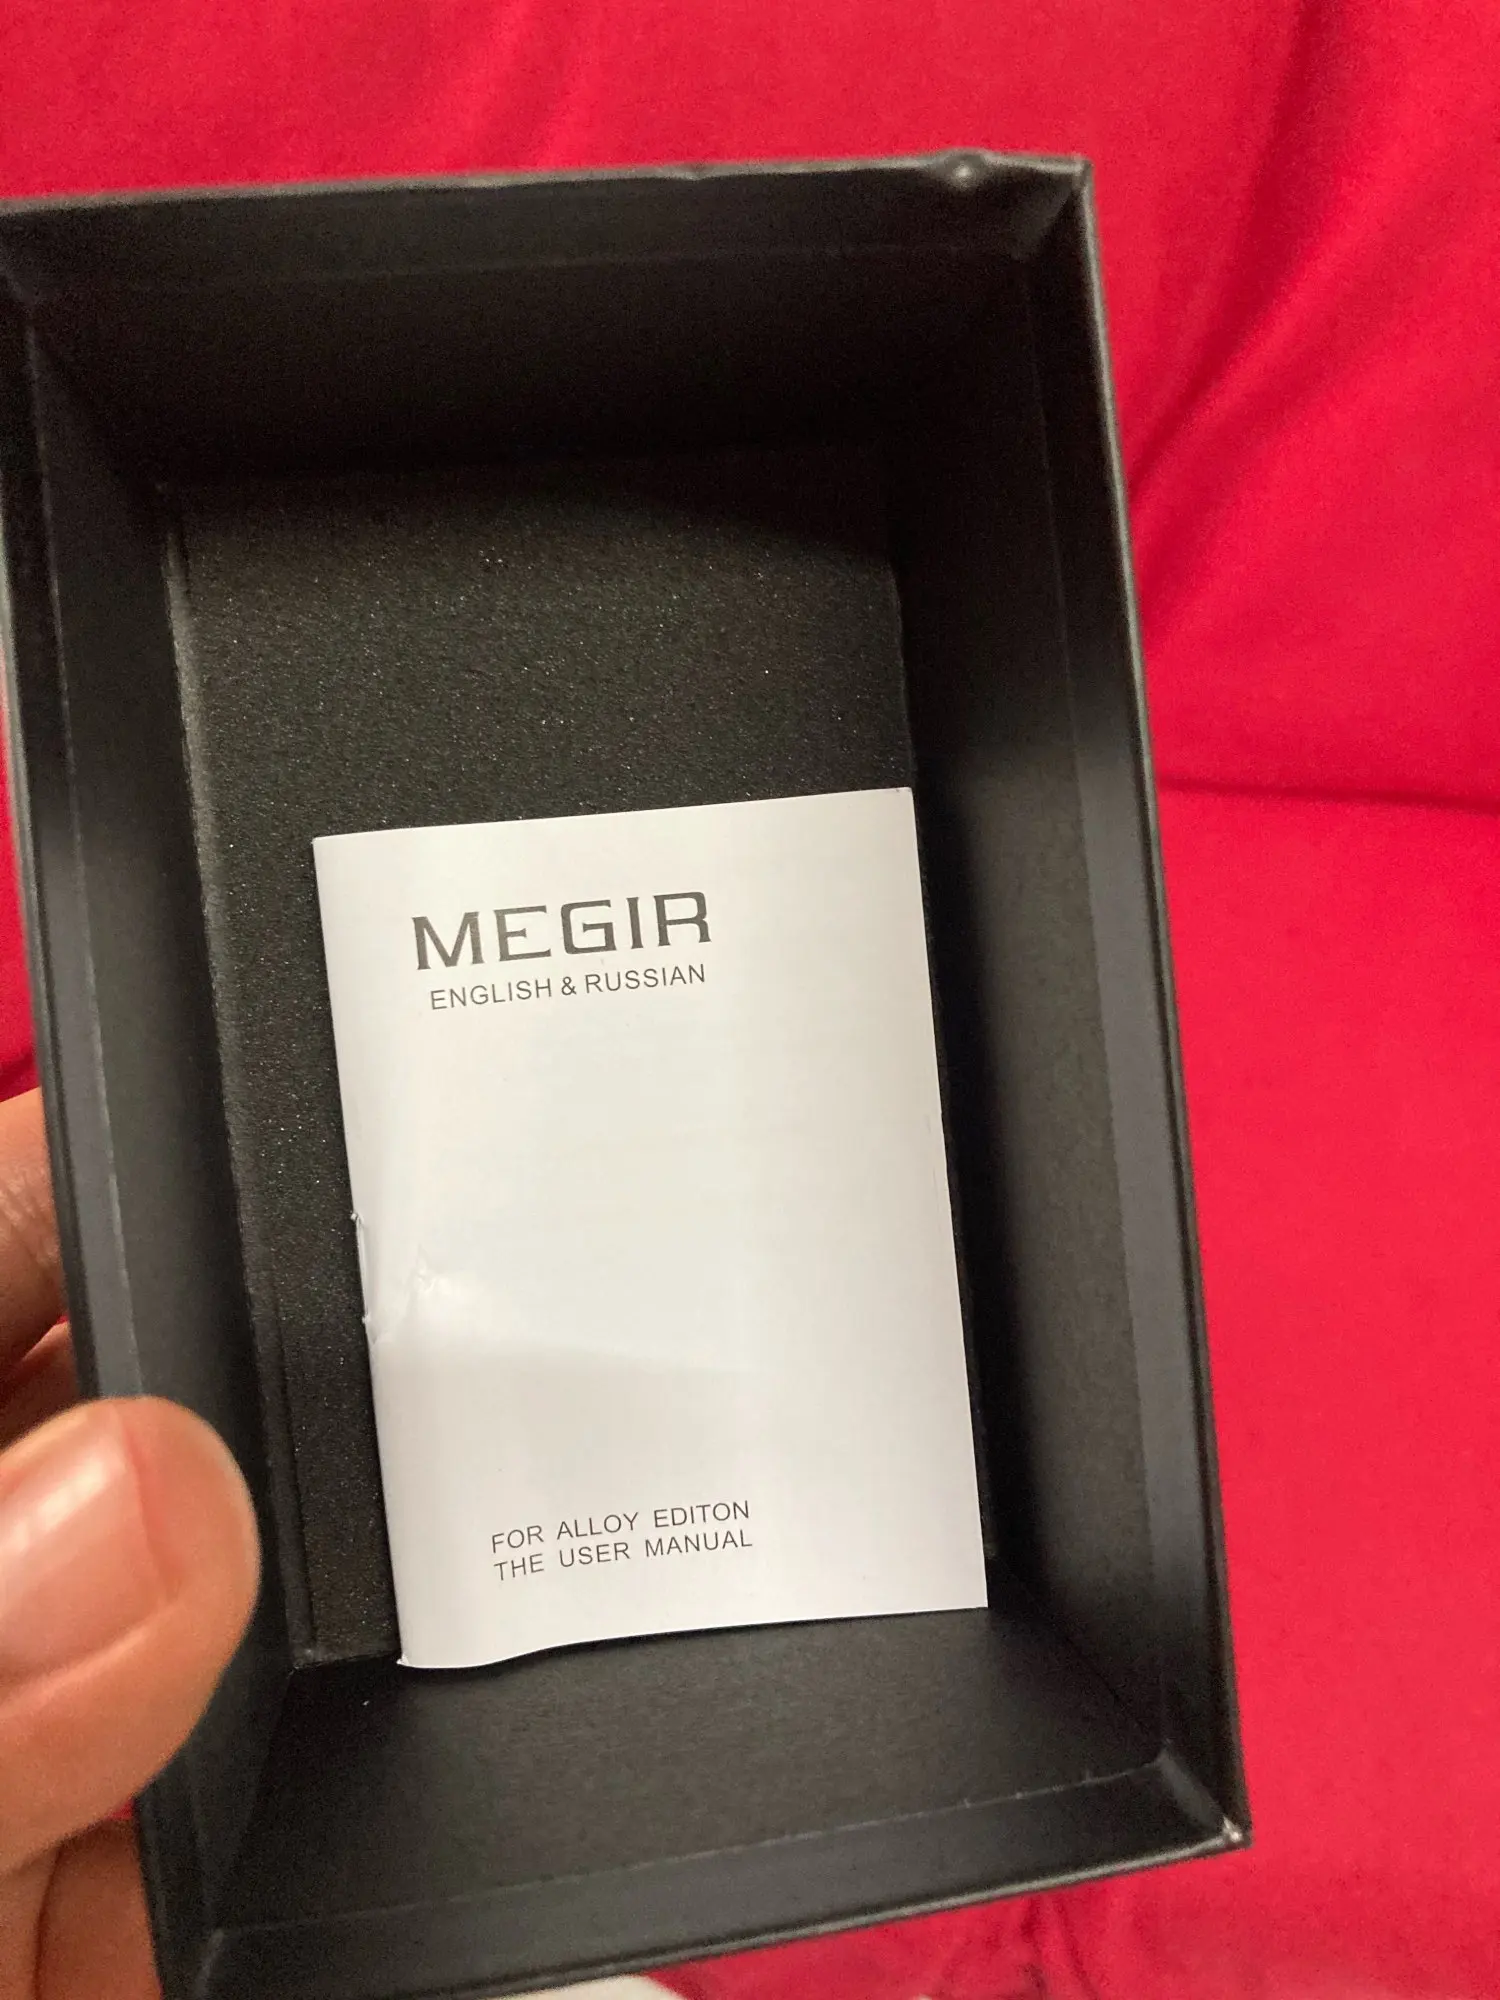 MEGIR
ENGLISH & RUSSIAN
FOR ALLOY EDITON
THE USER MANUAL